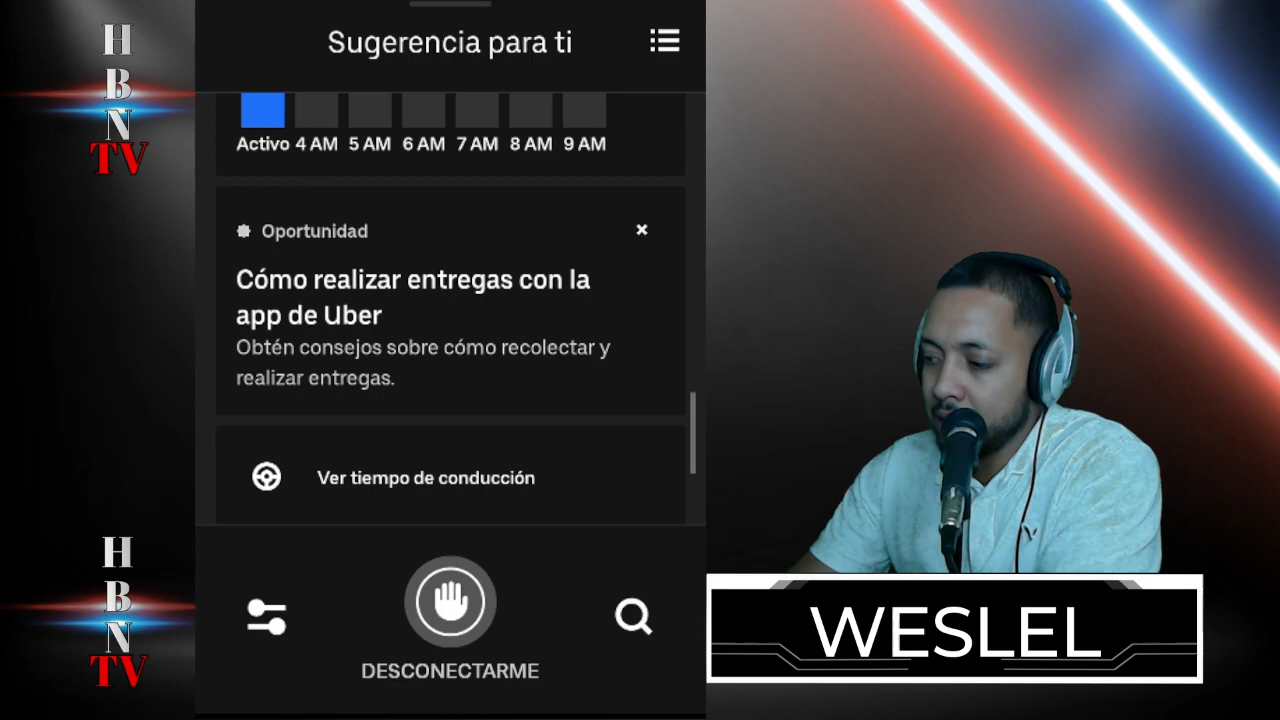 H
B
N
TV
Sugerencia para ti
Activo 4 AM 5 AM 6 AM 7 AM 8 AM 9 AM
Oportunidad
Cómo realizar entregas con la
app de Uber
Obtén consejos sobre cómo recolectar y
realizar entregas.
Ver tiempo de conducción
DESCONECTARME
H
B
N
TV
WESLEL